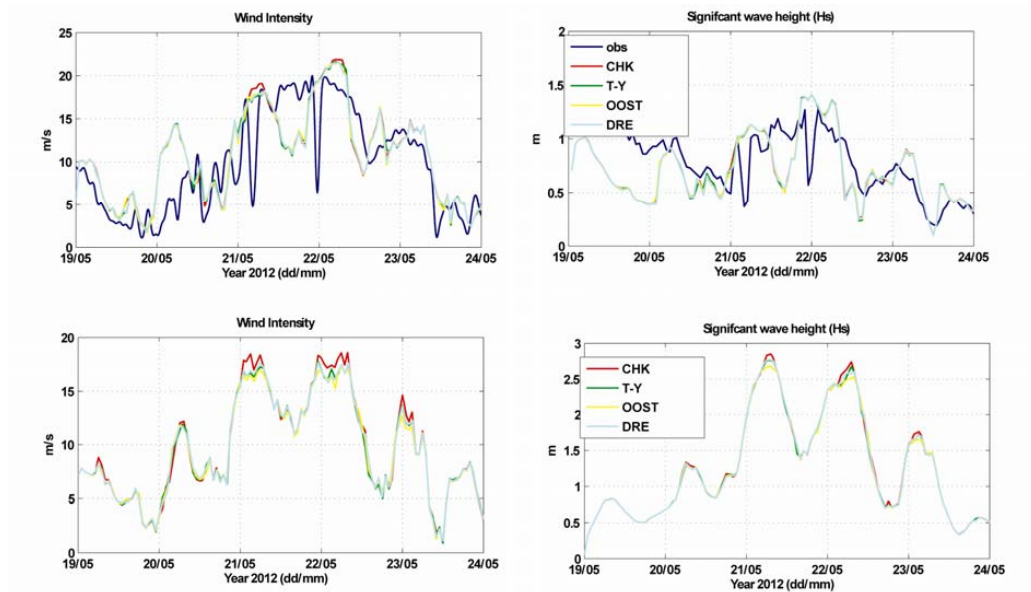 Wind Intensity
25
20
15
10
5
0
m/s
19/05
20/05
21/05
22/05
23/05
24/05
Year 2012 (dd/mm)
Signifcant wave height (Hs)
2
1.5
1
0.5
0
m
obs
CHK
T-Y
OOST
DRE
19/05
20/05
21/05
22/05
23/05
24/05
Year 2012 (dd/mm)
Wind Intensity
20
15
10
5
0
m/s
19/05
20/05
21/05
22/05
23/05
24/05
Year 2012 (dd/mm)
Signifcant wave height (Hs)
3
2.5
2
1.5
1
0.5
0
m
CHK
T-Y
OOST
DRE
19/05
20/05
21/05
22/05
23/05
24/05
Year 2012 (dd/mm)